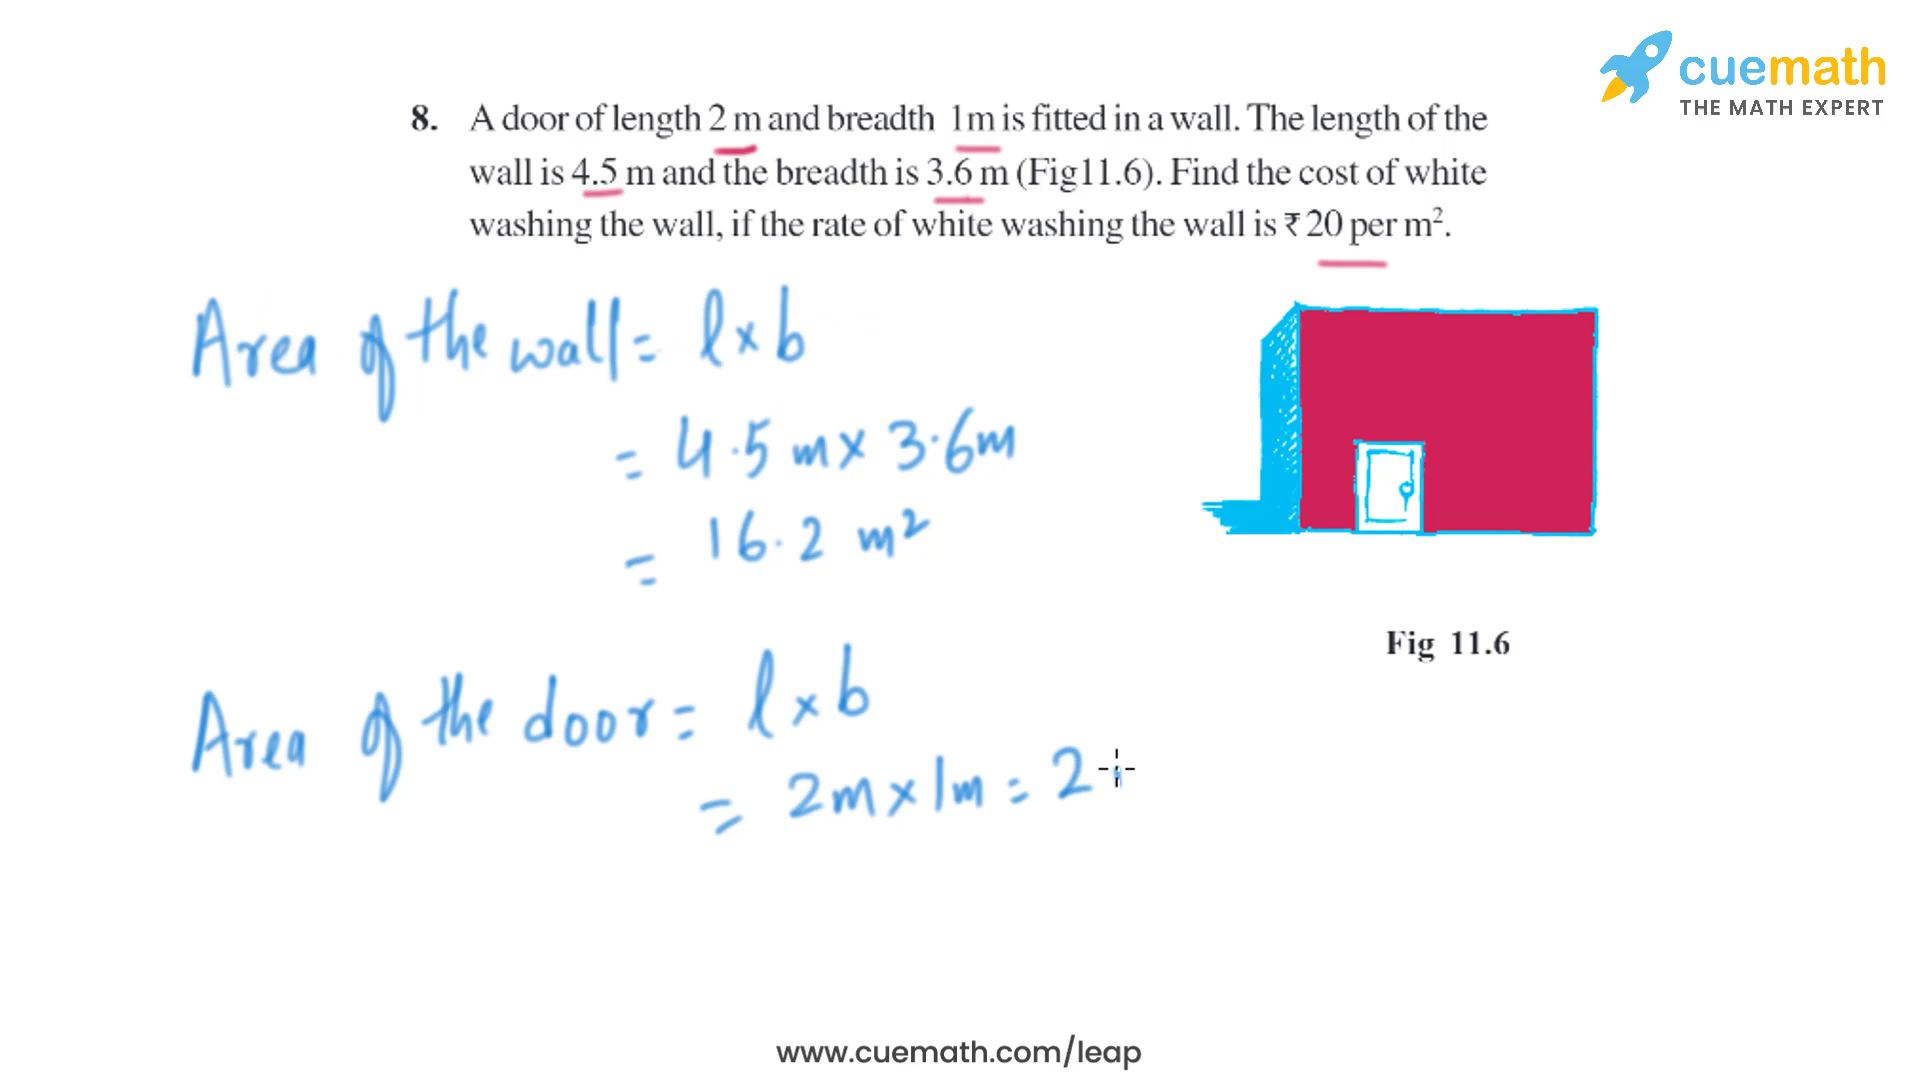 cuemath
THE MATH EXPERT
8. A door of length 2 m and breadth 1m is fitted in a wall. The length of the
wall is 4.5 m and the breadth is 3.6 m (Fig11.6). Find the cost of white
washing the wall, if the rate of white washing the wall is ₹ 20 per m².
Area of the wall = l × b
= 4.5 m × 3.6m
= 16.2 m²
Fig 11.6
Area of the door = l × b
= 2m × 1m = 2
www.cuemath.com/leap